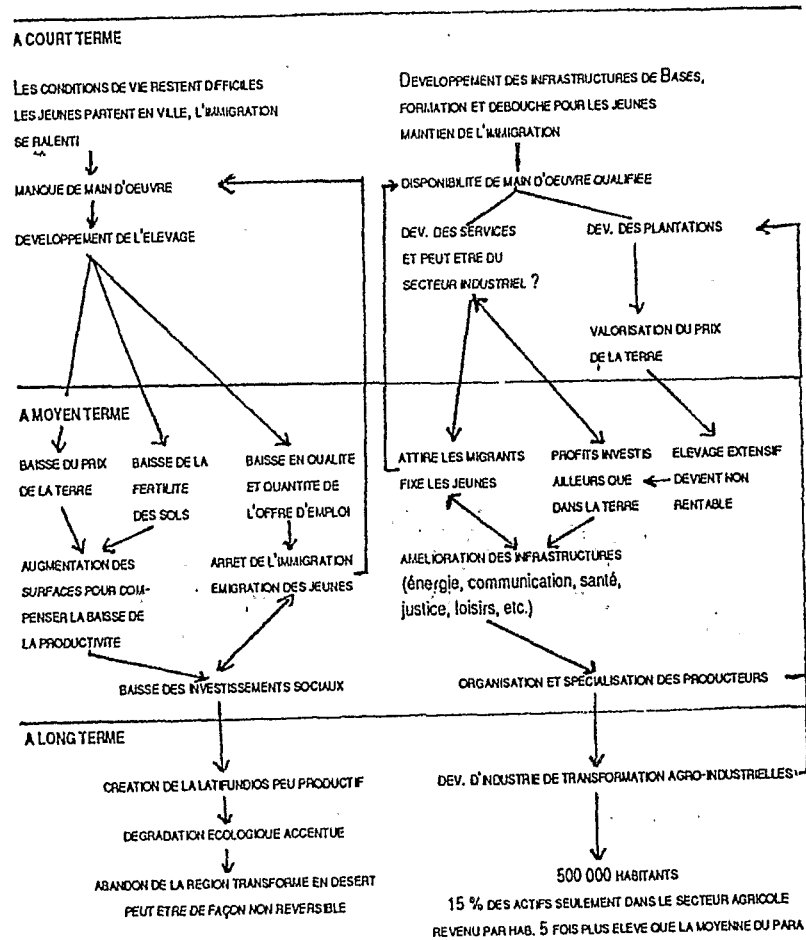 A COURT TERME
LES CONDITIONS DE VIE RESTENT DIFFICILES
LES JEUNES PARTENT EN VILLE, L'IMMIGRATION
SE RALENTI
MANQUE DE MAIN D'OEUVRE
DEVELOPPEMENT DE L'ELEVAGE
DEVELOPPEMENT DES INFRASTRUCTURES DE BASES,
FORMATION ET DEBOUCHE POUR LES JEUNES
MAINTIEN DE L'IMMIGRATION
DISPONIBILITE DE MAIN D'OEUVRE QUALIFIEE
DEV. DES SERVICES
ET PEUT ETRE DU
SECTEUR INDUSTRIEL ?
DEV. DES PLANTATIONS
VALORISATION DU PRIX
DE LA TERRE
A MOYEN TERME
BAISSE DU PRIX
DE LA TERRE
BAISSE DE LA
FERTILITE
DES SOLS
BAISSE EN QUALITE
ET QUANTITE DE
L'OFFRE D'EMPLOI
AUGMENTATION DES
SURFACES POUR COM-
PENSER LA BAISSE DE
LA PRODUCTIVITE
ARRET DE L'IMMIGRATION
EMIGRATION DES JEUNES
BAISSE DES INVESTISSEMENTS SOCIAUX
ATTIRE LES MIGRANTS
FIXE LES JEUNES
PROFITS INVESTIS
AILLEURS QUE
DANS LA TERRE
ELEVAGE EXTENSIF
DEVIENT NON
RENTABLE
AMELIORATION DES INFRASTRUCTURES
(énergie, communication, santé,
justice, loisirs, etc.)
ORGANISATION ET SPECIALISATION DES PRODUCTEURS
A LONG TERME
CREATION DE LA LATIFUNDIOS PEU PRODUCTIF
DEGRADATION ECOLOGIQUE ACCENTUE
ABANDON DE LA REGION TRANSFORME EN DESERT
PEUT ETRE DE FAÇON NON REVERSIBLE
DEV. D'INDUSTRIE DE TRANSFORMATION AGRO-INDUSTRIELLES
500 000 HABITANTS
15 % DES ACTIFS SEULEMENT DANS LE SECTEUR AGRICOLE
REVENU PAR HAB. 5 FOIS PLUS ELEVE QUE LA MOYENNE DU PARA